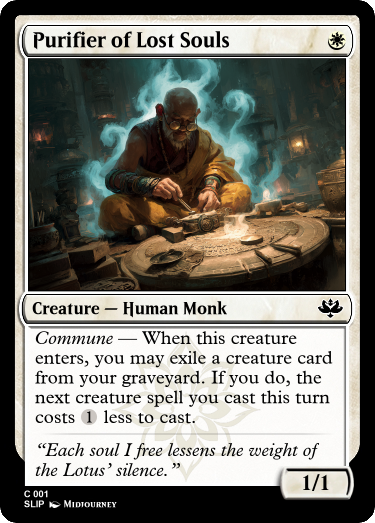 Purifier of Lost Souls
Creature — Human Monk
Commune — When this creature
enters, you may exile a creature card
from your graveyard. If you do, the
next creature spell you cast this turn
costs 1 less to cast.
“Each soul I free lessens the weight of
the Lotus’ silence.”
1/1
C 001
SLIP Midjourney